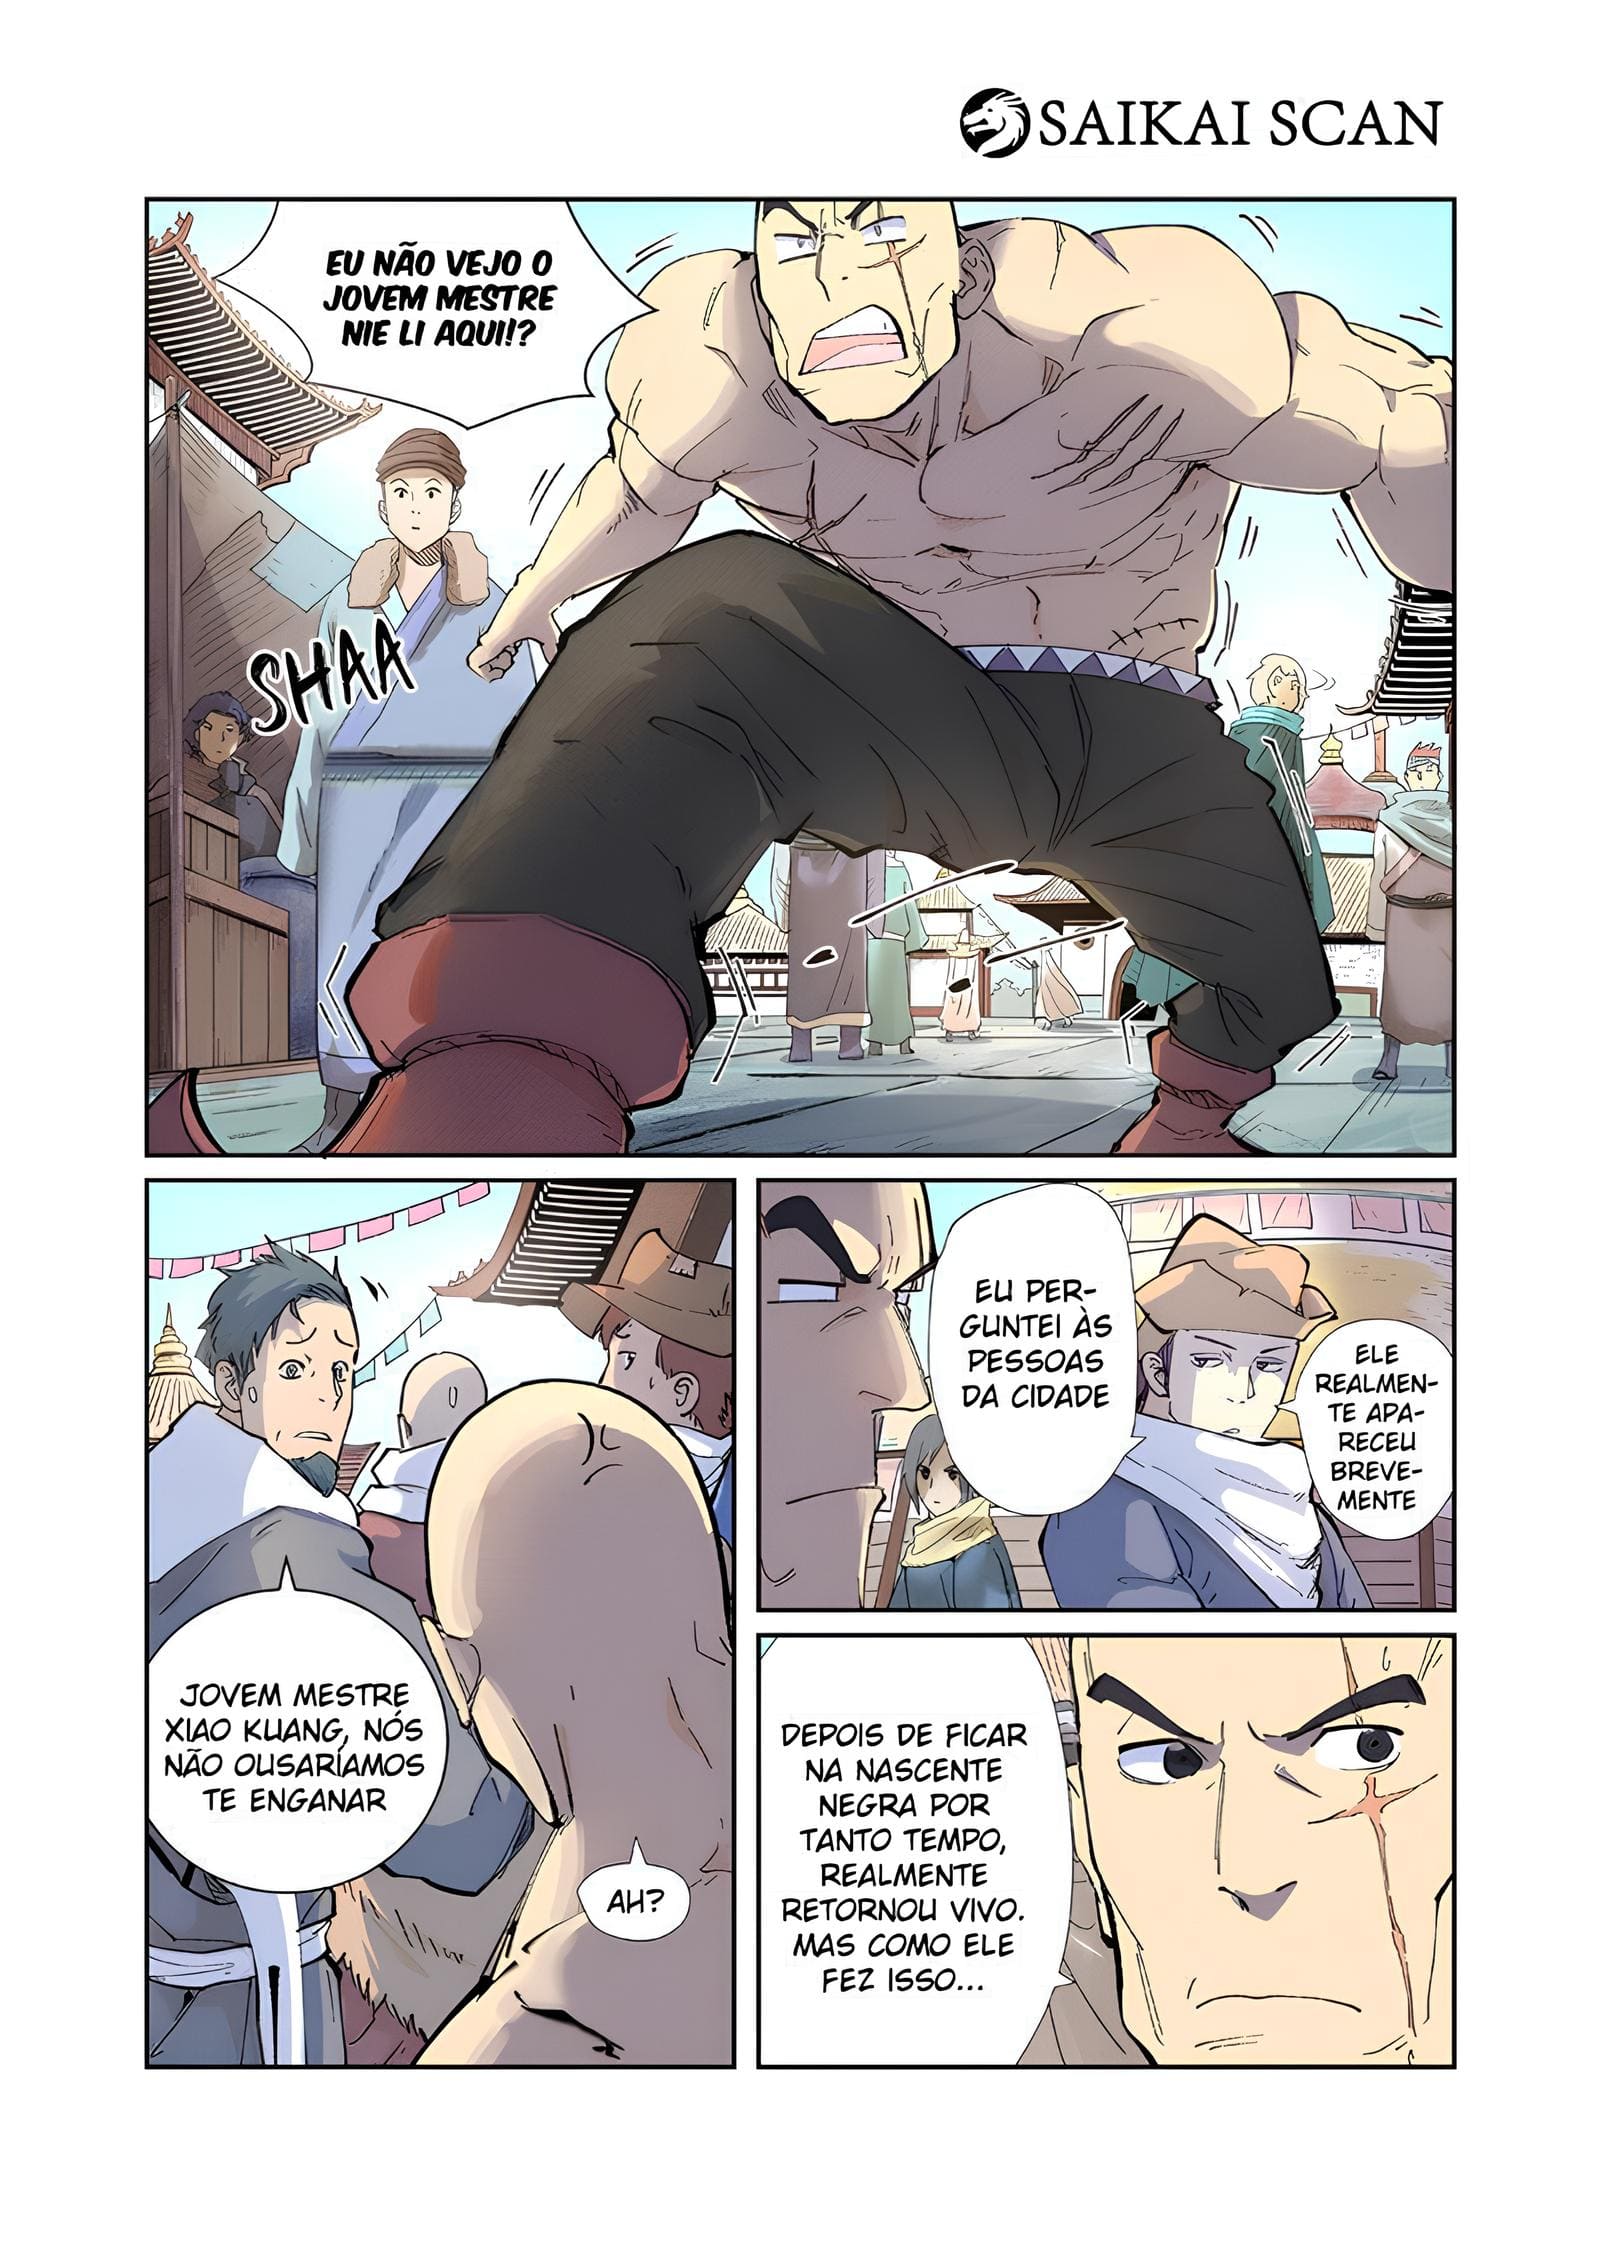 SAIKAI SCAN
EU NÃO VEJO O
JOVEM MESTRE
NIE LI AQUI!?
SHAA
JOVEM MESTRE
XIAO KUANG, NÓS
NÃO OUSARÍAMOS
TE ENGANAR
AH?
EU PER-
GUNTEI ÀS
PESSOAS
DA CIDADE
ELE
REALMEN-
TE APA-
RECEU
BREVE-
MENTE
DEPOIS DE FICAR
NA NASCENTE
NEGRA POR
TANTO TEMPO,
REALMENTE
RETORNOU VIVO.
MAS COMO ELE
FEZ ISSO...